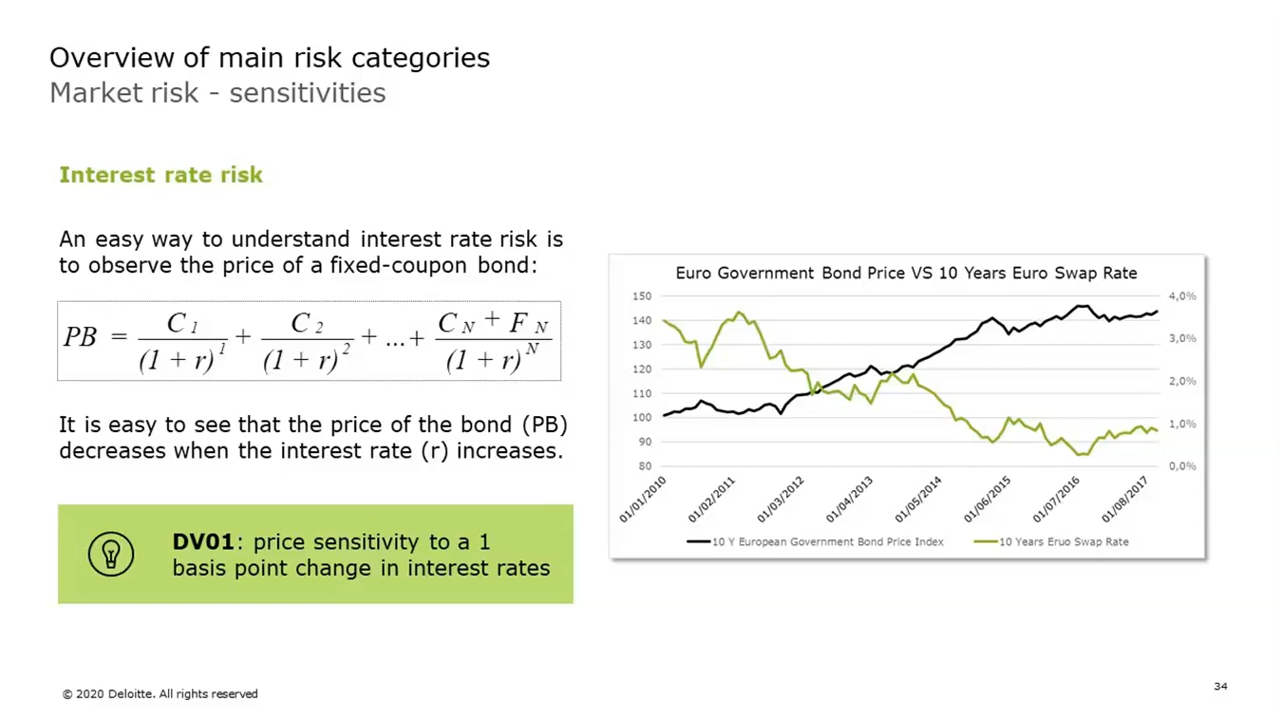 Overview of main risk categories
Market risk - sensitivities
Interest rate risk
An easy way to understand interest rate risk is
to observe the price of a fixed-coupon bond:
PB = C_1/(1 + r)^1 + C_2/(1 + r)^2 + ...+ C_N + F_N/(1 + r)^N
It is easy to see that the price of the bond (PB)
decreases when the interest rate (r) increases.
DV01: price sensitivity to a 1
basis point change in interest rates
Euro Government Bond Price VS 10 Years Euro Swap Rate
150
140
130
120
110
100
90
80
4,0%
3,0%
2,0%
1,0%
0,0%
01/01/2010
01/02/2011
01/03/2012
01/04/2013
01/05/2014
01/06/2015
01/07/2016
01/08/2017
10 Y European Government Bond Price Index
10 Years Eruo Swap Rate
© 2020 Deloitte. All rights reserved
34